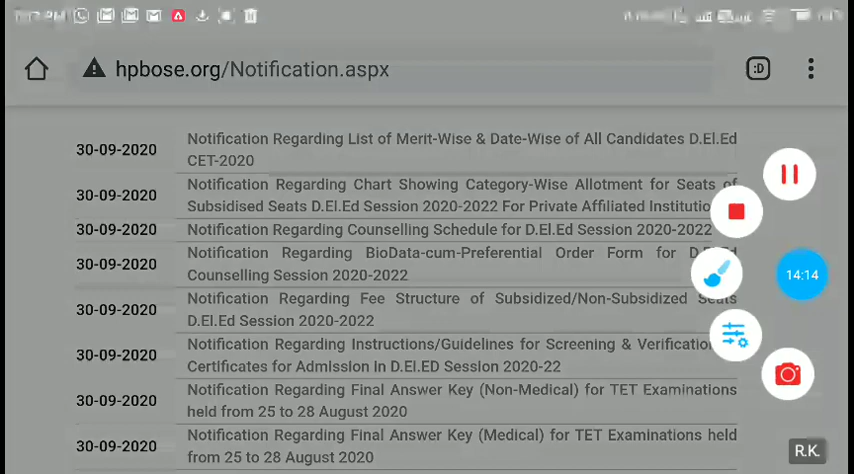 hpbose.org/Notification.aspx
:D
30-09-2020
Notification Regarding List of Merit-Wise & Date-Wise of All Candidates D.El.Ed
CET-2020
30-09-2020
Notification Regarding Chart Showing Category-Wise Allotment for Seats of
Subsidised Seats D.El.Ed Session 2020-2022 For Private Affiliated
30-09-2020
Notification Regarding Counselling Schedule for D.El.Ed Session 2020-2022
30-09-2020
Notification Regarding BioData-cum-Preferential Order Form for
Counselling Session 2020-2022
30-09-2020
Notification Regarding Fee Structure of Subsidized/Non-Subsidized Seats
D.El.Ed Session 2020-2022
30-09-2020
Notification Regarding Instructions/Guidelines for Screening &
Certificates for Admission in D.El.ED Session 2020-22
30-09-2020
Notification Regarding Final Answer Key (Non-Medical) for TET Examinations
held from 25 to 28 August 2020
30-09-2020
Notification Regarding Final Answer Key (Medical) for TET Examinations held
from 25 to 28 August 2020
14:14
R.K.